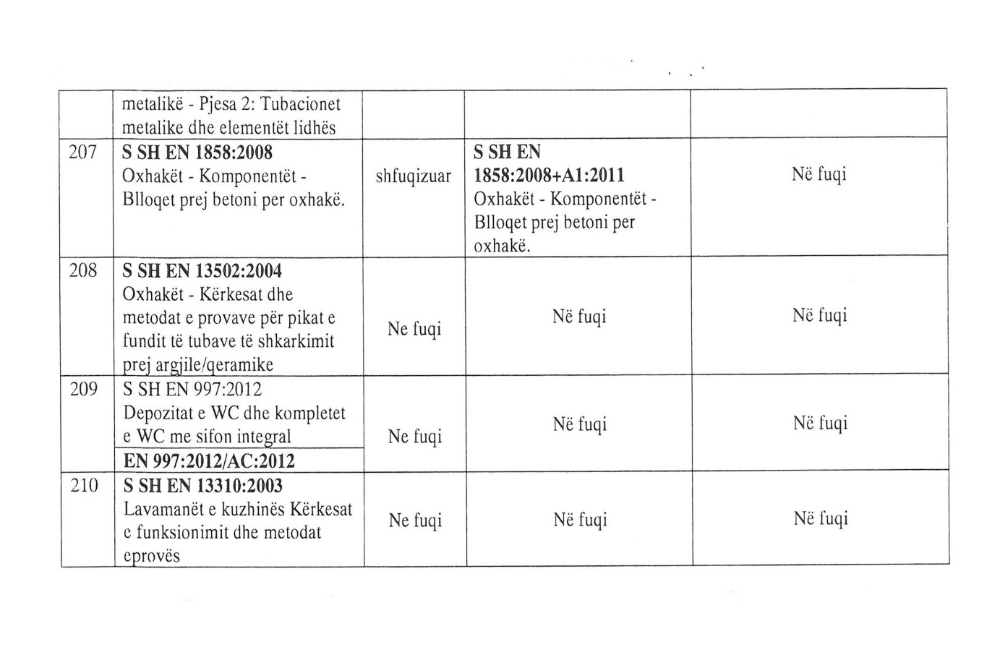 metalikë - Pjesa 2: Tubacionet
metalike dhe elementët lidhës
207
S SH EN 1858:2008
Oxhakët - Komponentët -
Blloqet prej betoni per oxhakë.
shfuqizuar
S SH EN
1858:2008+A1:2011
Oxhakët - Komponentët -
Blloqet prej betoni per
oxhakë.
Në fuqi
208
S SH EN 13502:2004
Oxhakët - Kërkesat dhe
metodat e provave për pikat e
fundit të tubave të shkarkimit
prej argjile/qeramike
Ne fuqi
Në fuqi
Në fuqi
209
S SH EN 997:2012
Depozitat e WC dhe kompletet
e WC me sifon integral
EN 997:2012/AC:2012
Ne fuqi
Në fuqi
Në fuqi
210
S SH EN 13310:2003
Lavamanët e kuzhinës Kërkesat
e funksionimit dhe metodat
eprovës
Ne fuqi
Në fuqi
Në fuqi